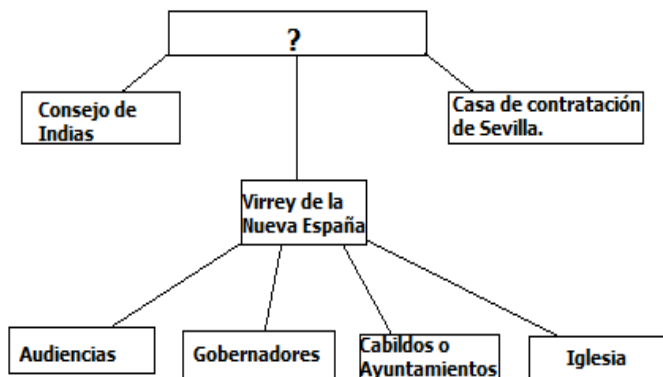 ?
Consejo de
Indias
Casa de contratación
de Sevilla.
Virrey de la
Nueva España
Audiencias
Gobernadores
Cabildos o
Ayuntamientos
Iglesia